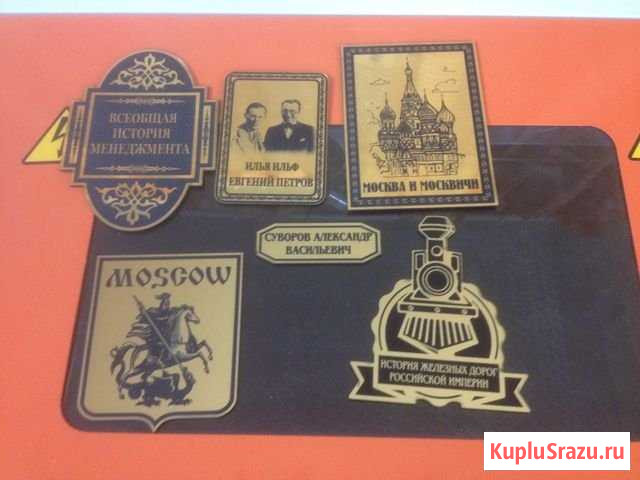 ВСЕОБЩАЯ
ИСТОРИЯ
МЕНЕДЖМЕНТА
ИЛЬЯ ИЛЬФ
ЕВГЕНИЙ ПЕТРОВ
МОСКВА И МОСКВИЧИ
СУВОРОВ АЛЕКСАНДР
ВАСИЛЬЕВИЧ
MOSCOW
ИСТОРИЯ ЖЕЛЕЗНЫХ ДОРОГ
РОССИЙСКОЙ ИМПЕРИИ
KupluSrazu.ru